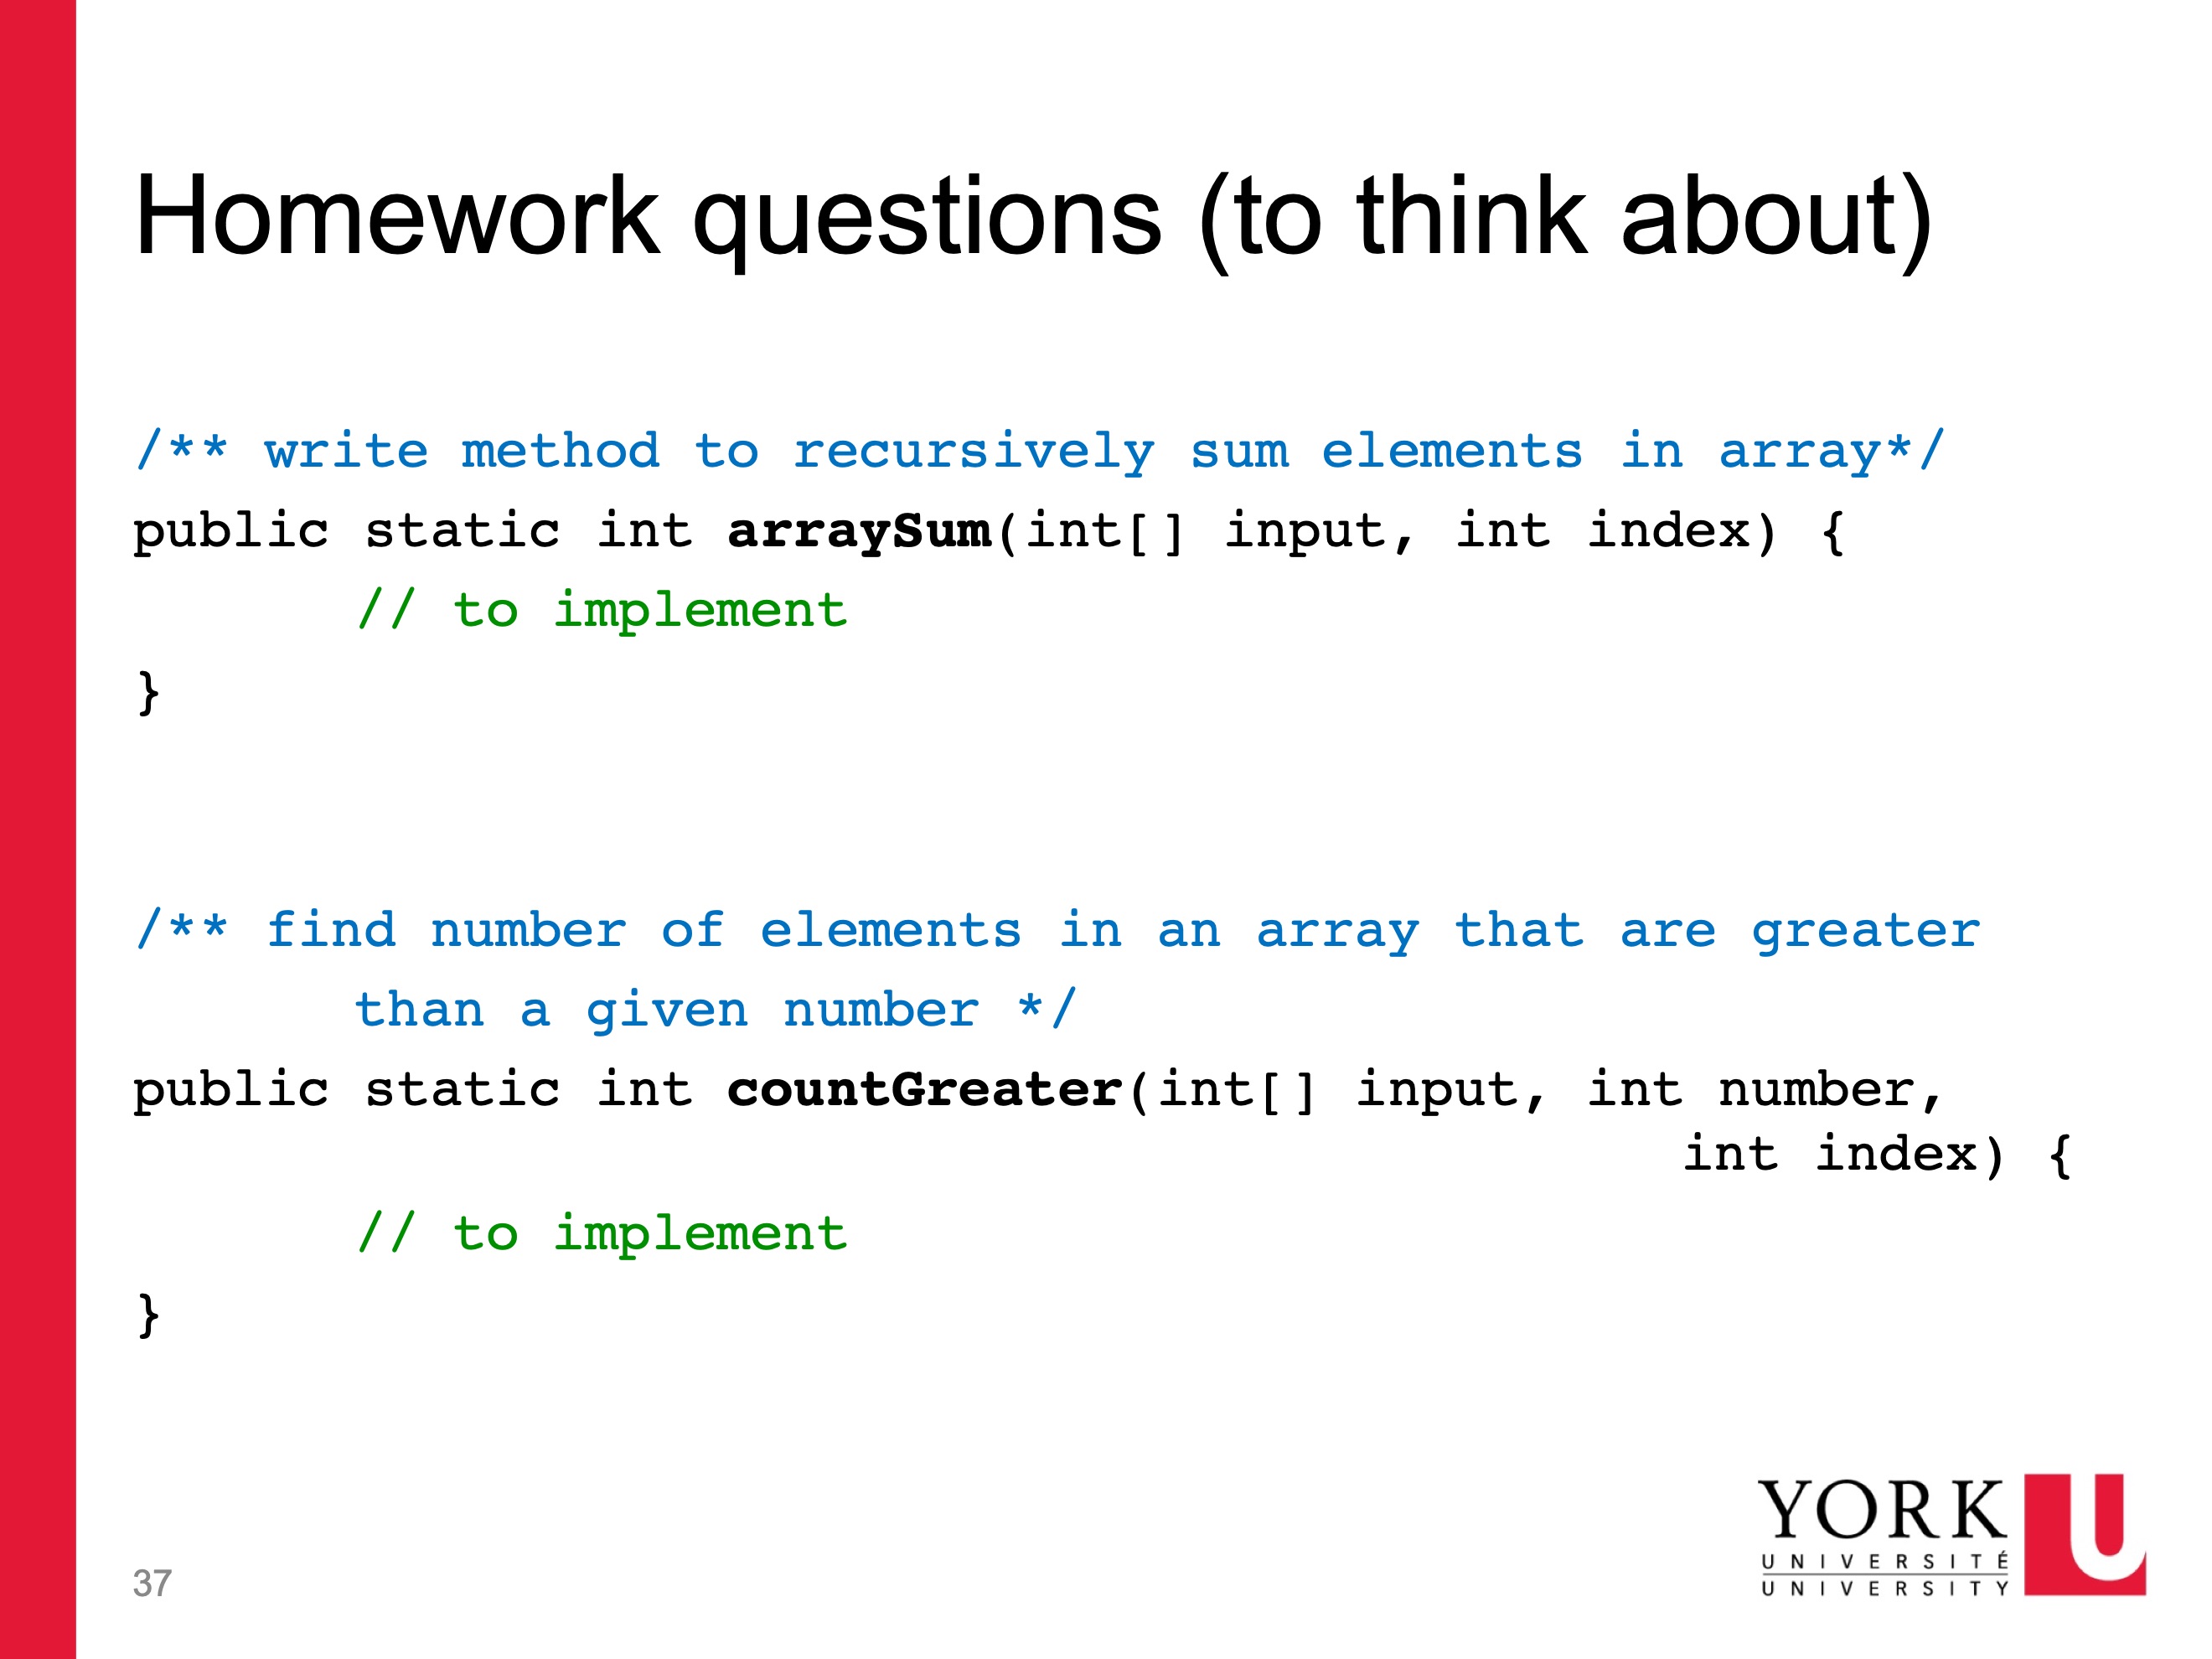 Homework questions (to think about)
/** write method to recursively sum elements in array*/
public static int arraySum(int[] input, int index) {
// to implement
}
/** find number of elements in an array that are greater
than a given number */
public static int countGreater(int[] input, int number,
int index) {
// to implement
}
37
YORK U
UNIVERSITÉ
UNIVERSITY